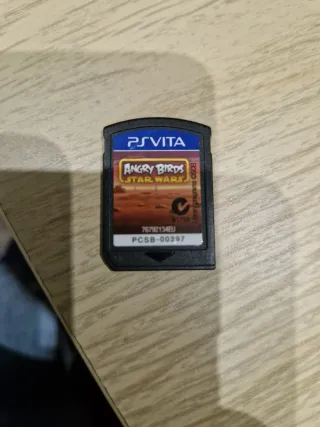 PSVITA
ANGRY BIRDS
STAR WARS
PCSB-00397